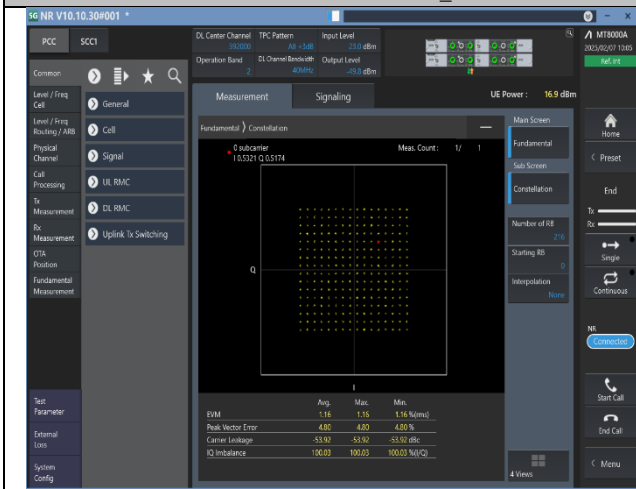 SG NR V10.10.30#001 *
PCC
SCC1
DL Center Channel
392000
TPC Pattern
All +3dB
Input Level
23.0 dBm
Operation Band
2
DL Channel Bandwidth
40MHz
Output Level
-49.8 dBm
MT8000A
2025/02/07 10:05
Ref. Int
Common
Level / Freq
Cell
Level / Freq
Routing / ARB
Physical
Channel
Call
Processing
Tx
Measurement
Rx
Measurement
OTA
Position
Fundamental
Measurement
Test
Parameter
External
Loss
System
Config
General
Cell
Signal
UL RMC
DL RMC
Uplink Tx Switching
Measurement
Signaling
UE Power : 16.9 dBm
Fundamental ⟩ Constellation
0 subcarrier
I 0.5321 Q 0.5174
Meas. Count : 1/ 1
Q
I
Avg. Max. Min.
EVM 1.16 1.16 1.16 %(rms)
Peak Vector Error 4.80 4.80 4.80 %
Carrier Leakage -53.92 -53.92 -53.92 dBc
IQ Imbalance 100.03 100.03 100.03 %(I/Q)
Main Screen
Fundamental
Sub Screen
Constellation
Number of RB
216
Starting RB
0
Interpolation
None
4 Views
Home
Preset
End
Tx
Rx
Single
Continuous
NR
Connected
Start Call
End Call
Menu